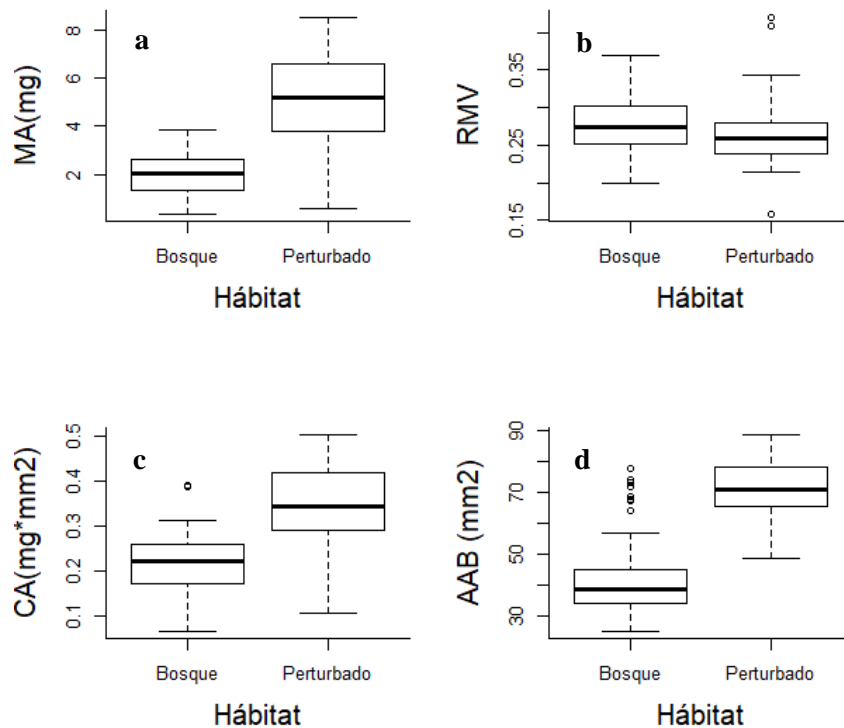 a
MA(mg)
8
6
4
2
Bosque Perturbado
Hábitat
b
RMV
0.35
0.25
0.15
Bosque Perturbado
Hábitat
c
CA(mg*mm2)
0.5
0.4
0.3
0.2
0.1
Bosque Perturbado
Hábitat
d
AAB (mm2)
90
70
50
30
Bosque Perturbado
Hábitat